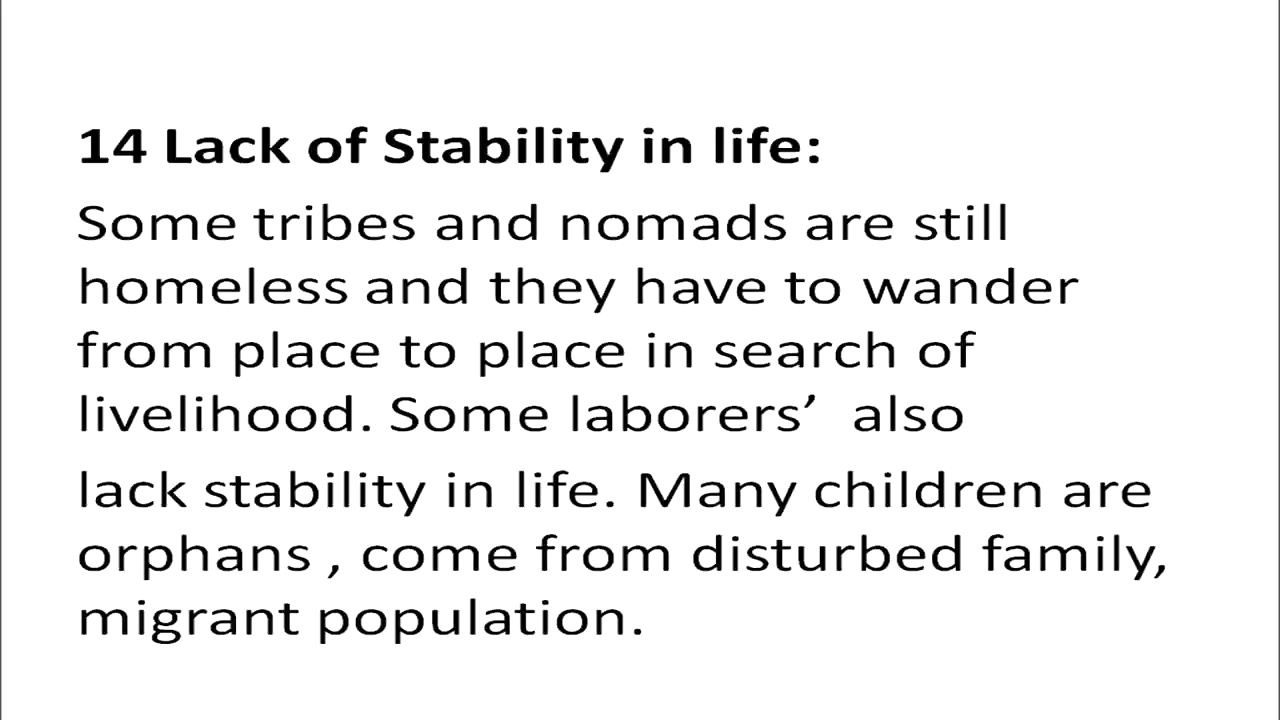 14 Lack of Stability in life:
Some tribes and nomads are still
homeless and they have to wander
from place to place in search of
livelihood. Some laborers’  also
lack stability in life. Many children are
orphans , come from disturbed family,
migrant population.